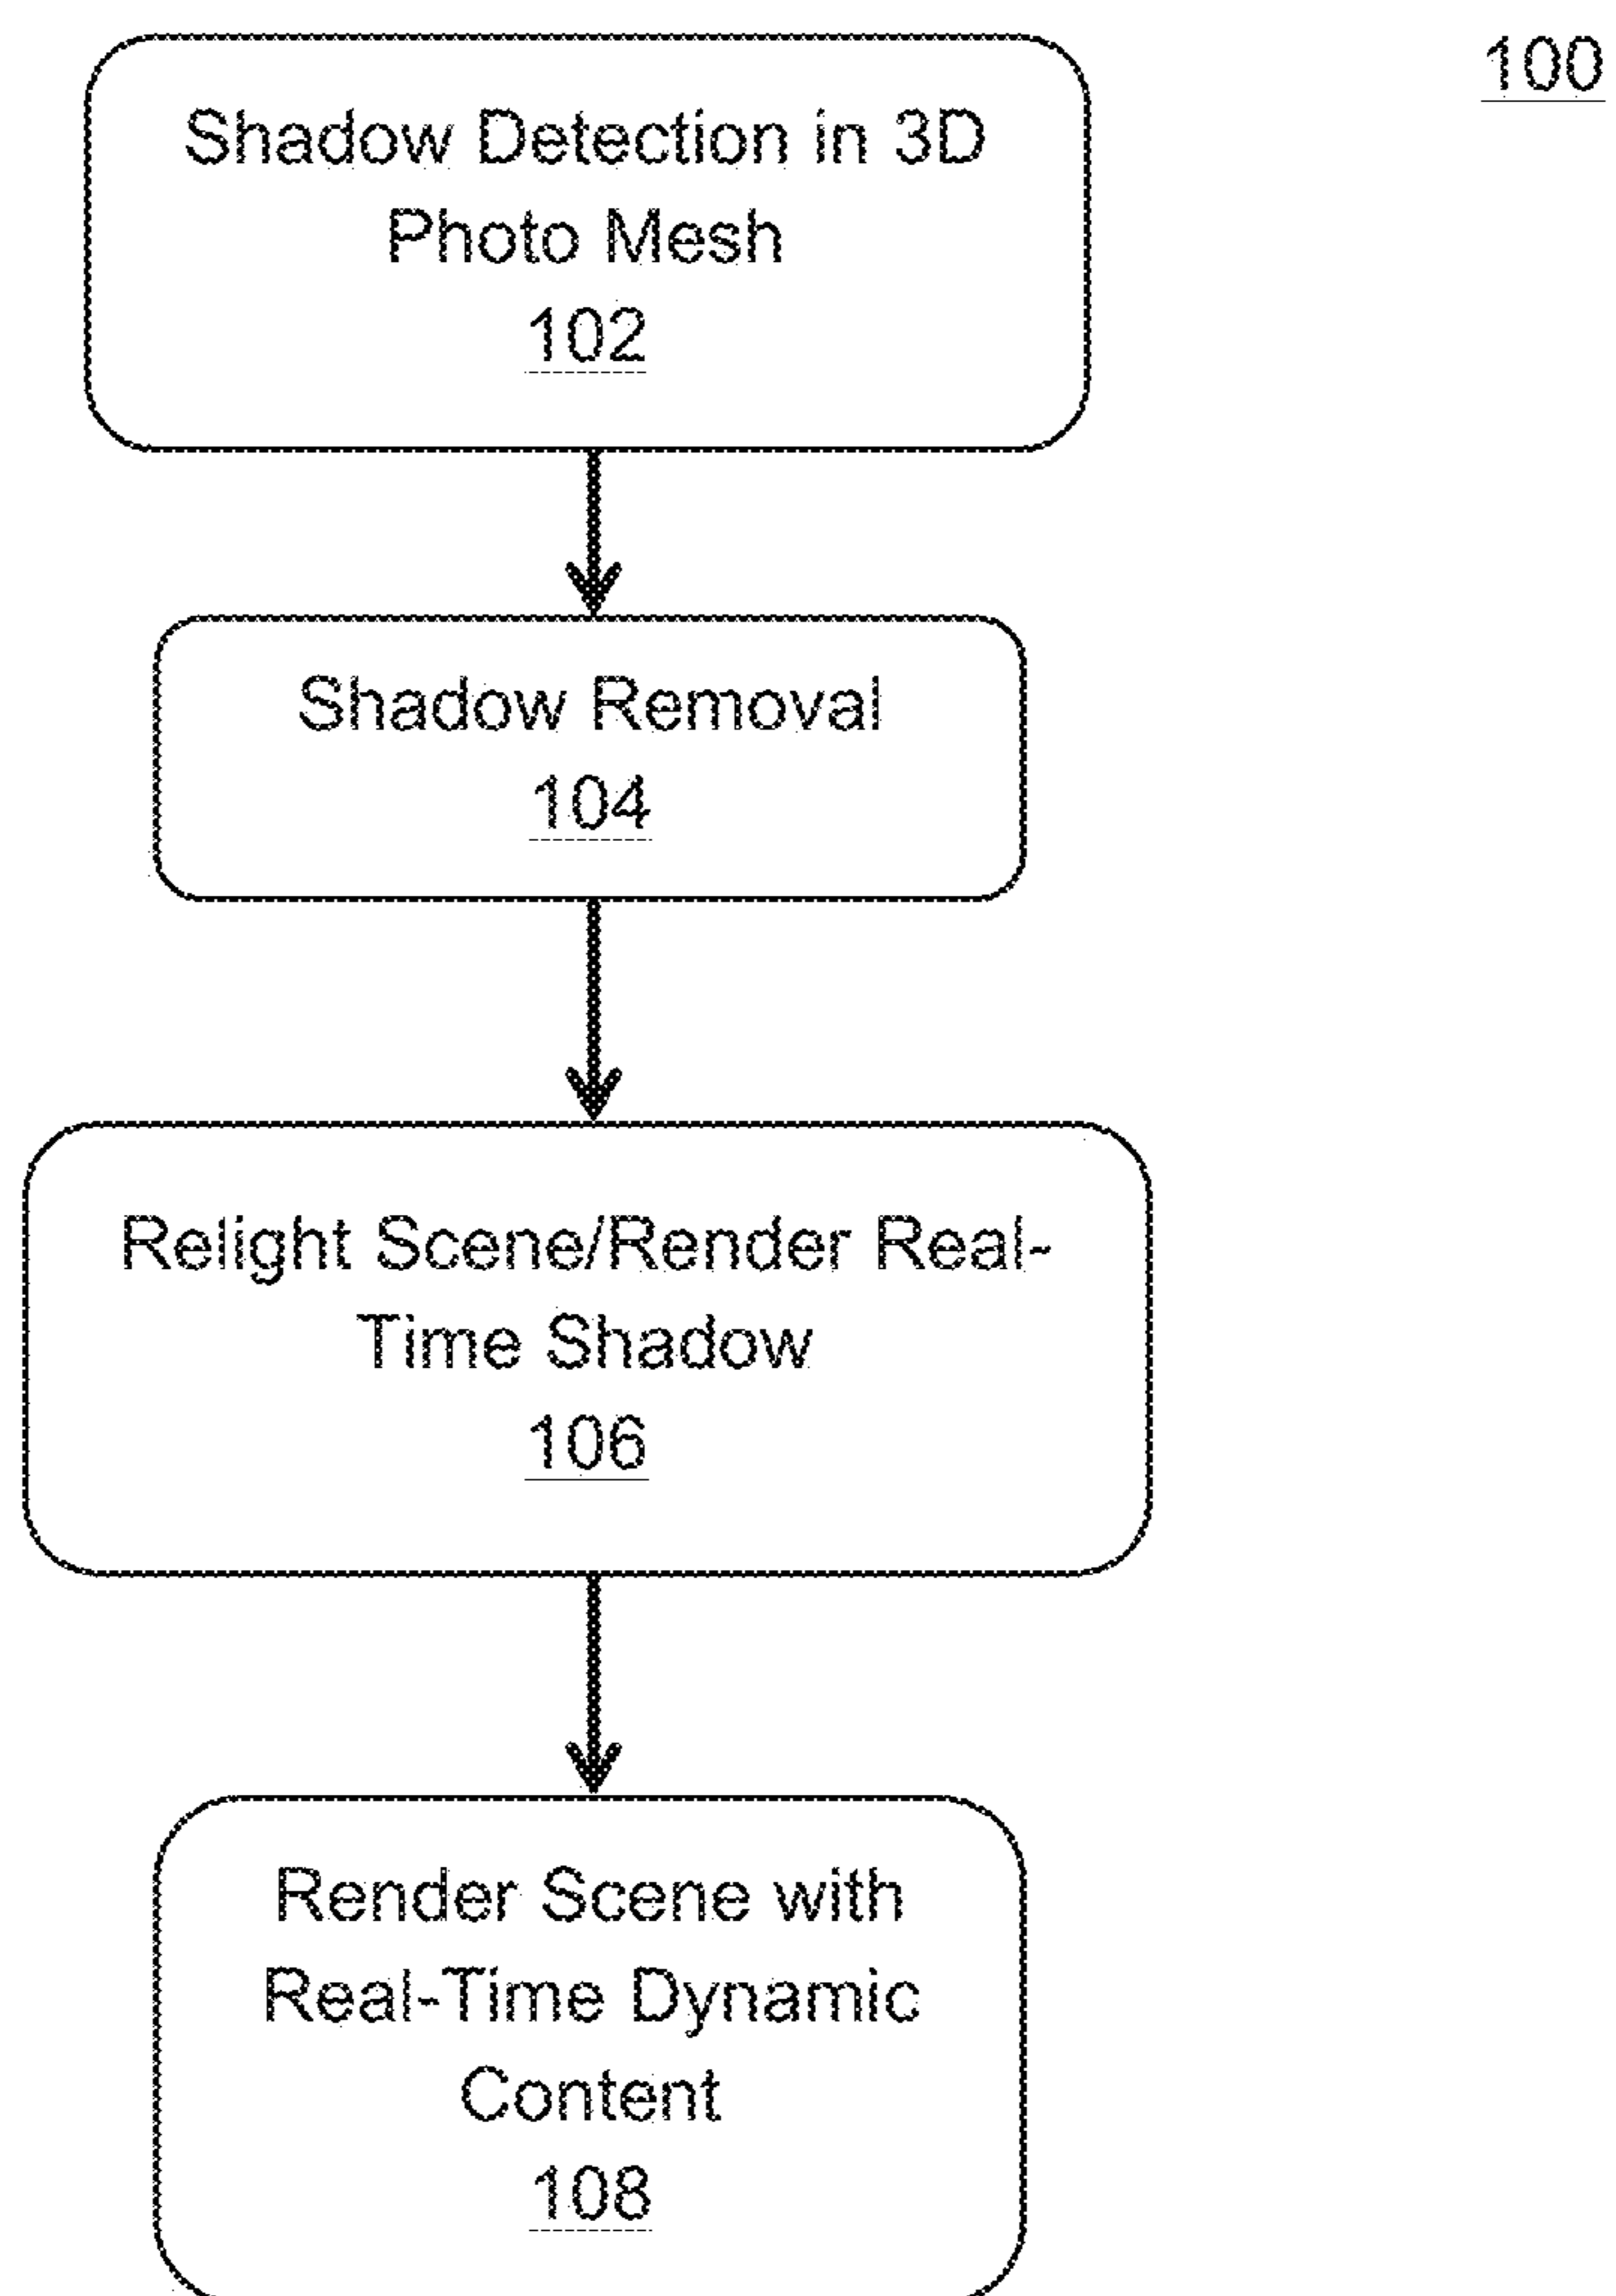 100
Shadow Detection in 3D
Photo Mesh
102
Shadow Removal
104
Relight Scene/Render Real-
Time Shadow
106
Render Scene with
Real-Time Dynamic
Content
108